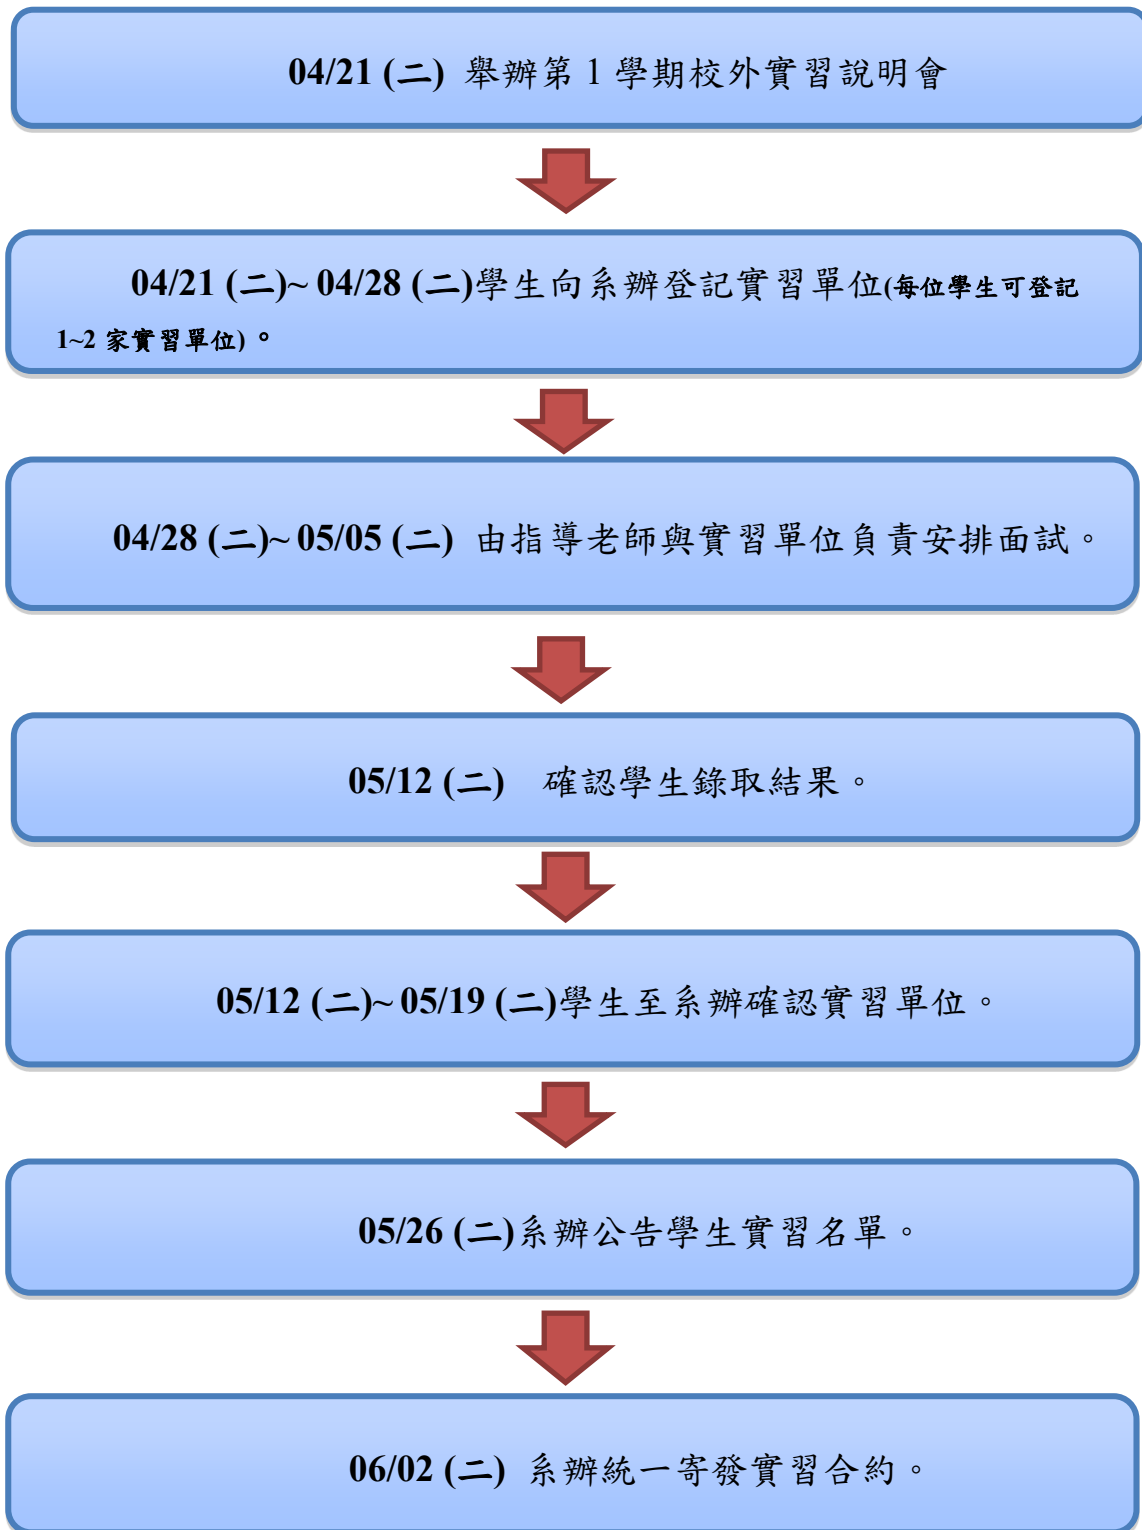 04/21 (二) 舉辦第 1 學期校外實習說明會
04/21 (二)~ 04/28 (二)學生向系辦登記實習單位(每位學生可登記
1~2 家實習單位)。
04/28 (二)~ 05/05 (二) 由指導老師與實習單位負責安排面試。
05/12 (二) 確認學生錄取結果。
05/12 (二)~ 05/19 (二)學生至系辦確認實習單位。
05/26 (二)系辦公告學生實習名單。
06/02 (二) 系辦統一寄發實習合約。